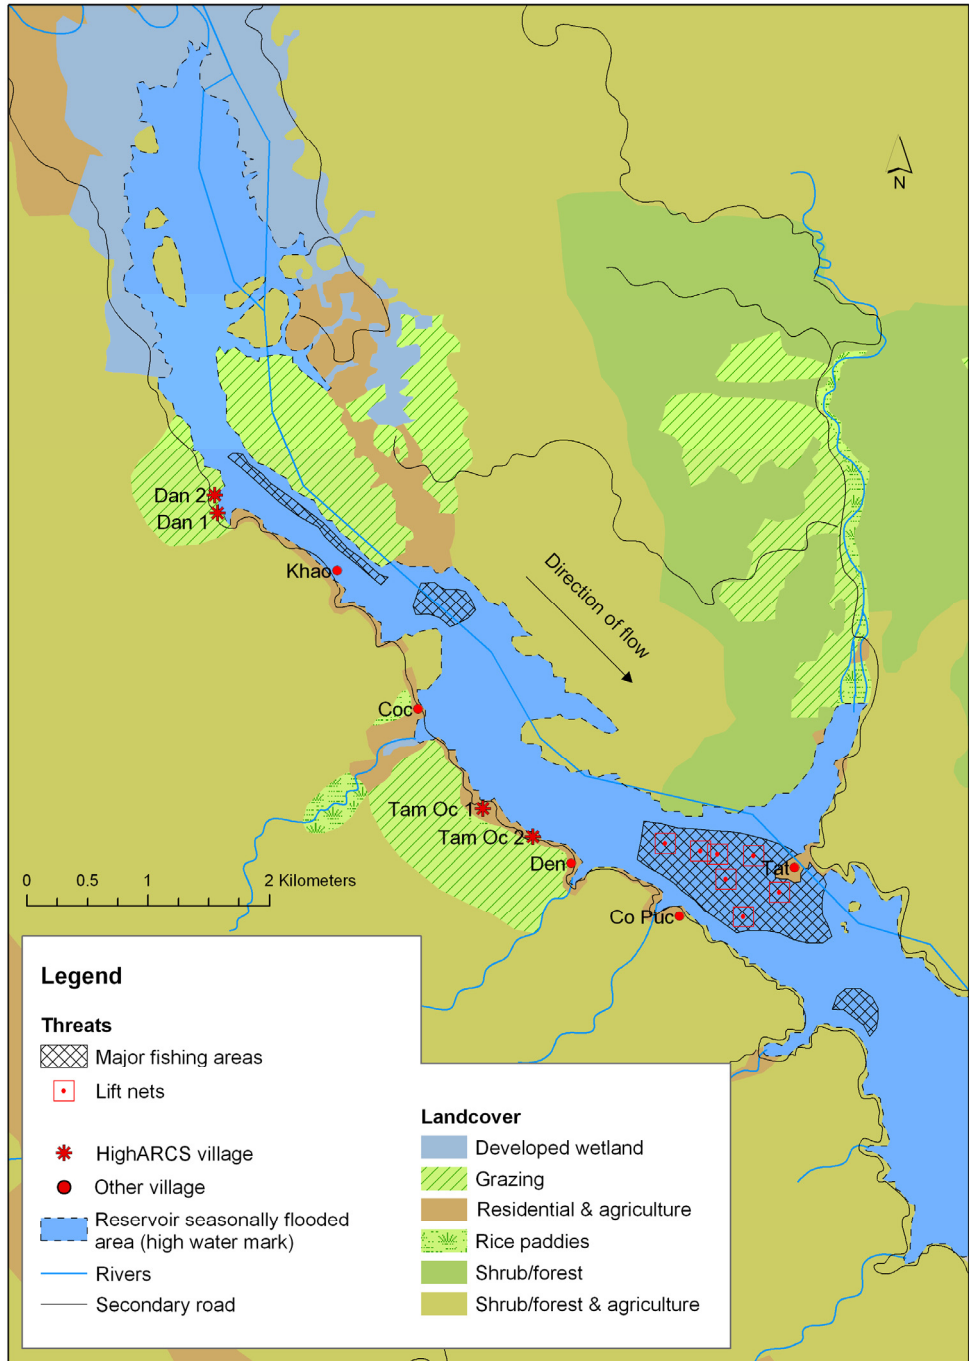 N
Dan 2
Dan 1
Khao
Direction of flow
Coc
Tam Oc 1
Tam Oc 2
Den
Tat
Co Puc
0 0.5 1 2 Kilometers
Legend
Threats
Major fishing areas
Lift nets
HighARCS village
Other village
Reservoir seasonally flooded
area (high water mark)
Rivers
Secondary road
Landcover
Developed wetland
Grazing
Residential & agriculture
Rice paddies
Shrub/forest
Shrub/forest & agriculture